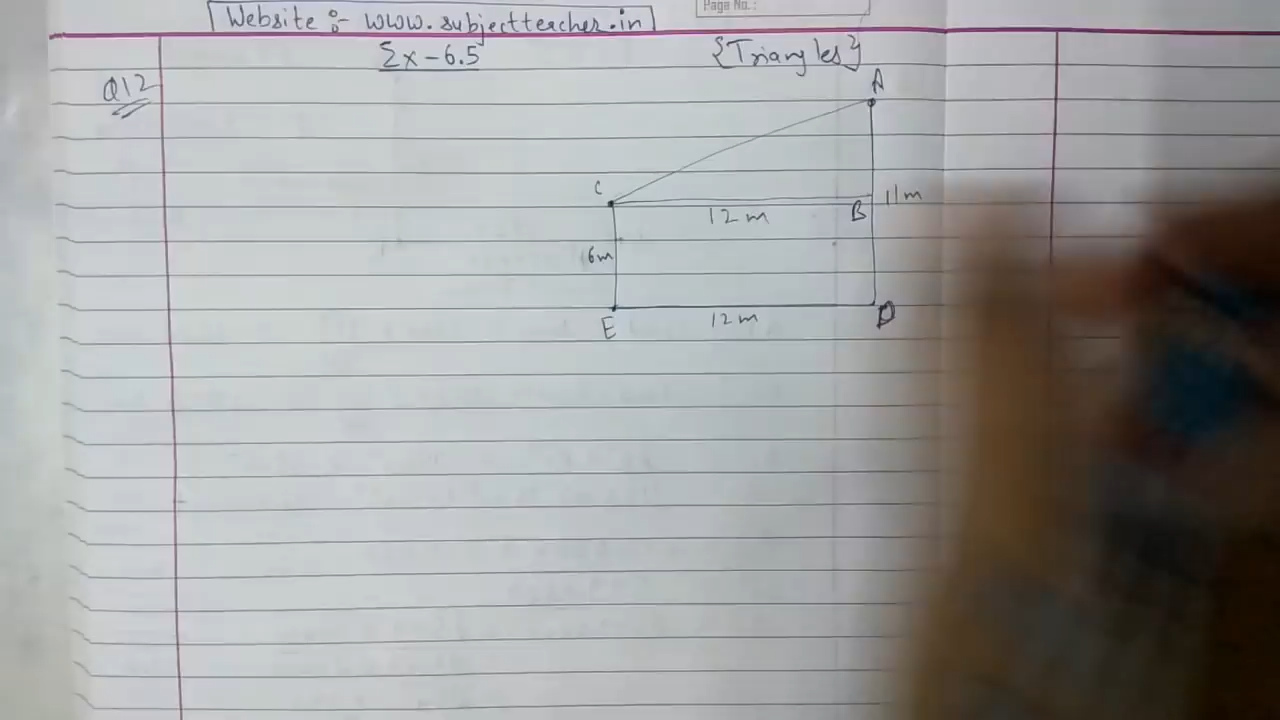 Page No.:
Website :- www.subjectteacher.in
Ex-6.5 {Triangles}
Q12
A
C
11m
12 m
B
6m
E
12 m
D